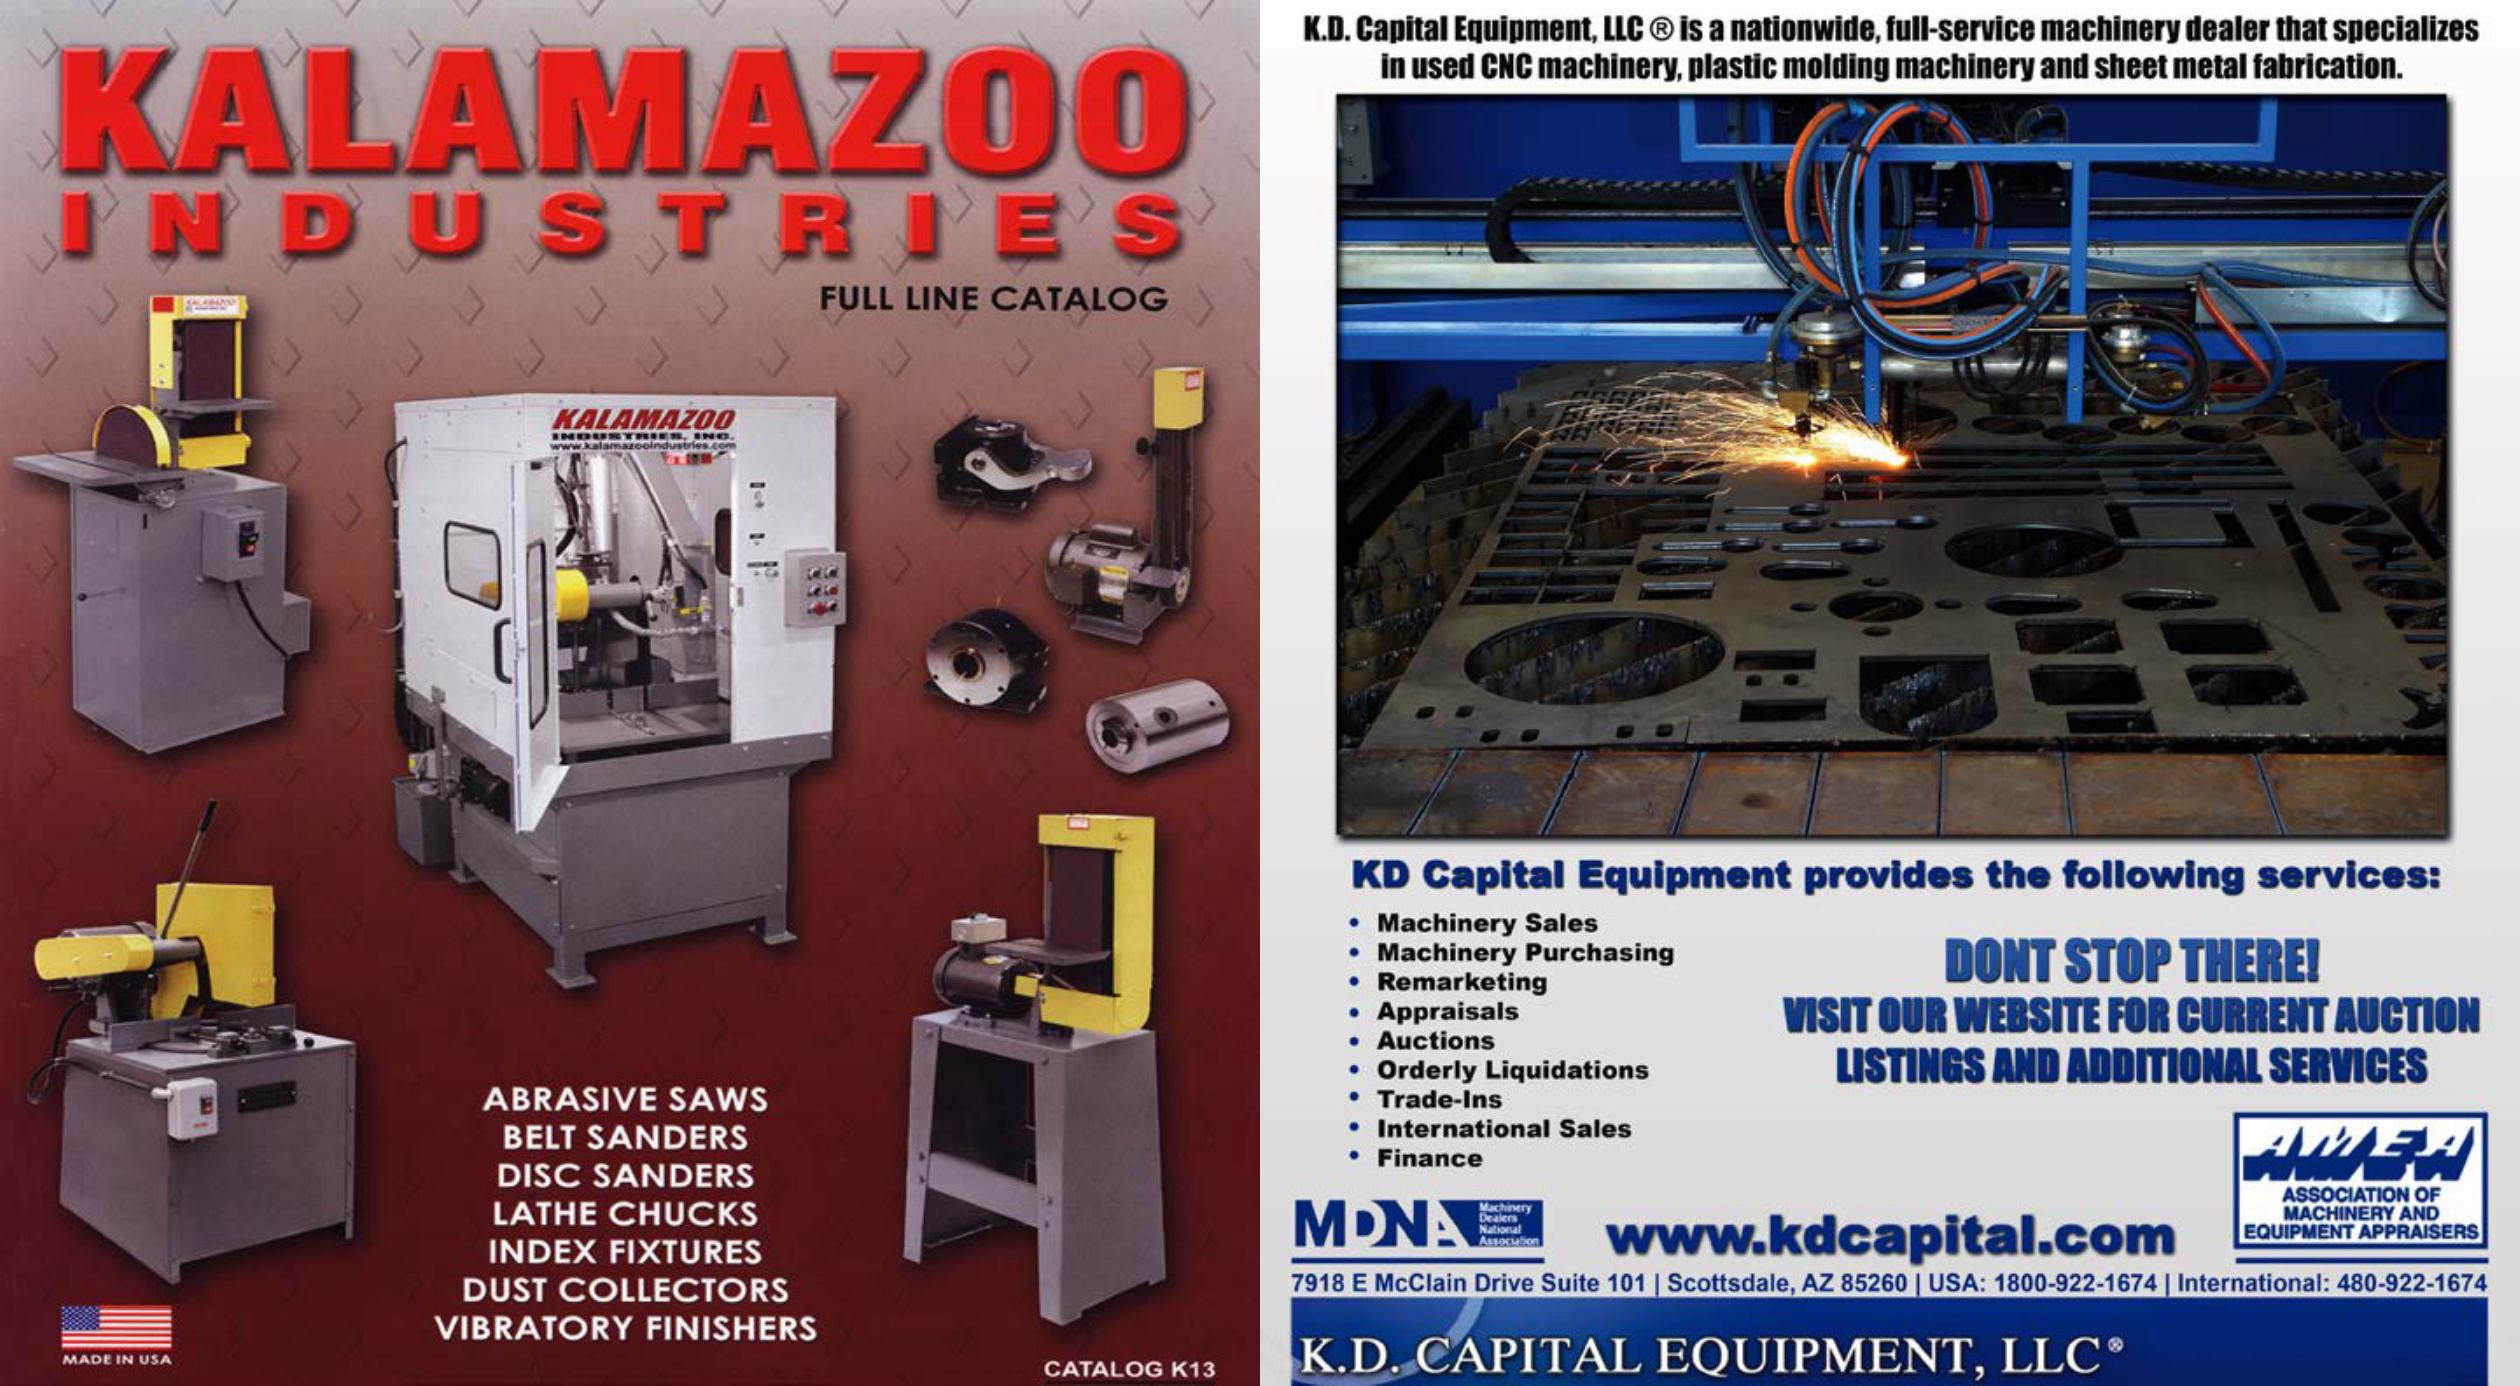 KALAMAZOO
INDUSTRIES
FULL LINE CATALOG
KALAMAZOO
INDUSTRIES, INC.
www.kalamazooindustries.com
ABRASIVE SAWS
BELT SANDERS
DISC SANDERS
LATHE CHUCKS
INDEX FIXTURES
DUST COLLECTORS
VIBRATORY FINISHERS
MADE IN USA
CATALOG K13
K.D. Capital Equipment, LLC ® is a nationwide, full-service machinery dealer that specializes
in used CNC machinery, plastic molding machinery and sheet metal fabrication.
KD Capital Equipment provides the following services:
• Machinery Sales
• Machinery Purchasing
• Remarketing
• Appraisals
• Auctions
• Orderly Liquidations
• Trade-Ins
• International Sales
• Finance
DONT STOP THERE!
VISIT OUR WEBSITE FOR CURRENT AUCTION
LISTINGS AND ADDITIONAL SERVICES
AMEA
ASSOCIATION OF
MACHINERY AND
EQUIPMENT APPRAISERS
MDNA
Machinery
Dealers
National
Association
www.kdcapital.com
7918 E McClain Drive Suite 101 | Scottsdale, AZ 85260 | USA: 1800-922-1674 | International: 480-922-1674
K.D. CAPITAL EQUIPMENT, LLC®